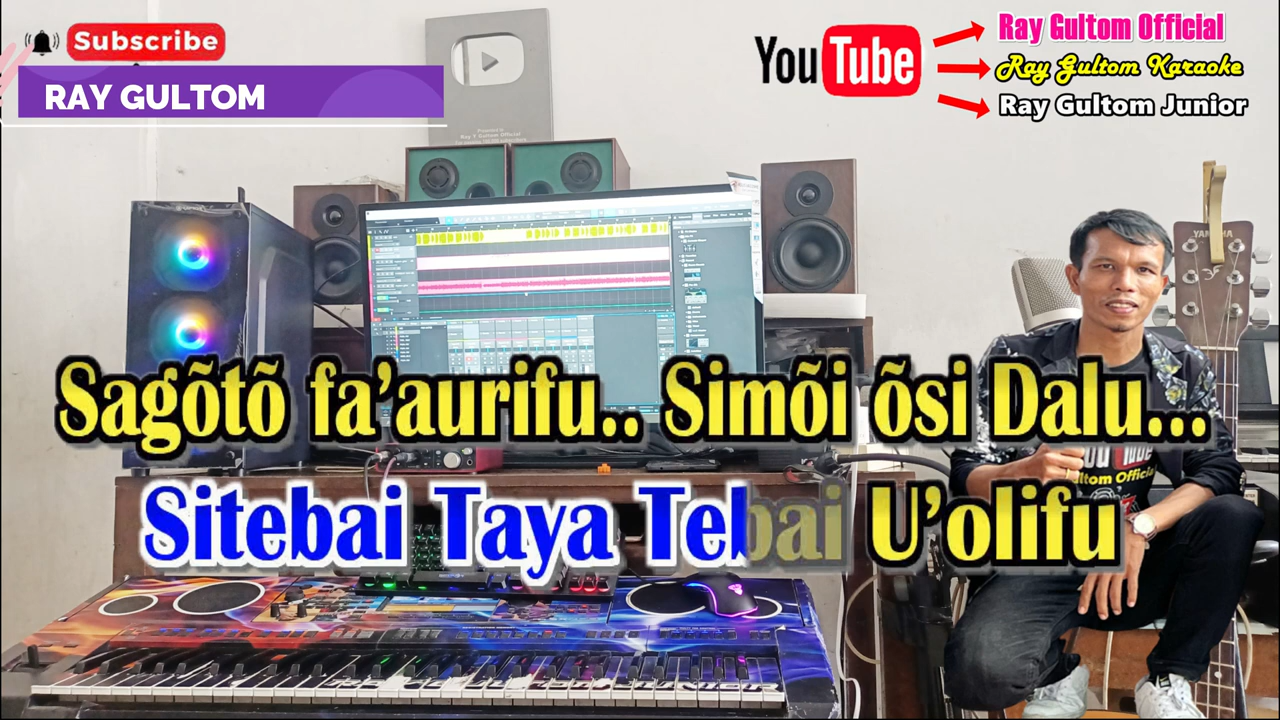 Subscribe
RAY GULTOM
YouTube
Ray Gultom Official
Ray Gultom Karaoke
Ray Gultom Junior
YAMAHA
Sagõtõ fa’aurifu.. Simõi õsi Dalu...
Sitebai Taya Tebai U’olifu